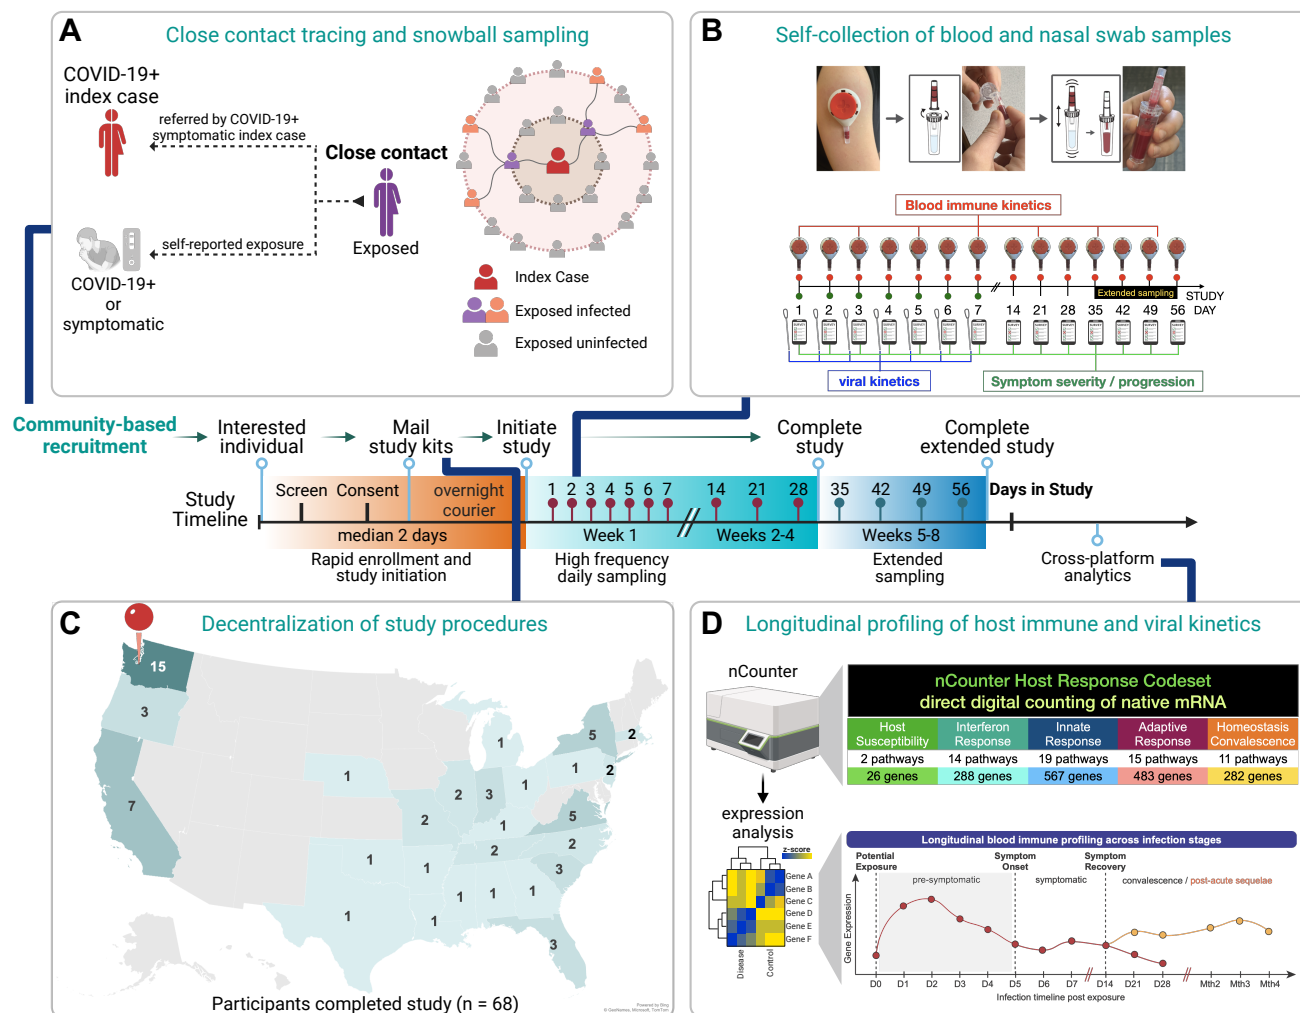 A
Close contact tracing and snowball sampling
COVID-19+
index case
referred by COVID-19+
symptomatic index case
Close contact
Exposed
self-reported exposure
COVID-19+
or
symptomatic
Index Case
Exposed infected
Exposed uninfected
B
Self-collection of blood and nasal swab samples
Blood immune kinetics
Extended sampling
STUDY
DAY
1 2 3 4 5 6 7 14 21 28 35 42 49 56
viral kinetics
Symptom severity / progression
Community-based
recruitment
Interested
individual
Mail
study kits
Initiate
study
Complete
study
Complete
extended study
Study
Timeline
Screen
Consent
overnight
courier
median 2 days
Rapid enrollment and
study initiation
1 2 3 4 5 6 7 14 21 28 35 42 49 56
Days in Study
Week 1
Weeks 2-4
Weeks 5-8
High frequency
daily sampling
Extended
sampling
Cross-platform
analytics
C
Decentralization of study procedures
15
3
7
1
1
1
2
1
1
2
3
1
1
2
1
1
1
3
3
2
5
1
5
2
2
Participants completed study (n = 68)
Powered by Bing
© GeoNames, Microsoft, TomTom
D
Longitudinal profiling of host immune and viral kinetics
nCounter
nCounter Host Response Codeset
direct digital counting of native mRNA
Host
Susceptibility
Interferon
Response
Innate
Response
Adaptive
Response
Homeostasis
Convalescence
2 pathways
14 pathways
19 pathways
15 pathways
11 pathways
26 genes
288 genes
567 genes
483 genes
282 genes
expression
analysis
z-score
Gene A
Gene B
Gene C
Gene D
Gene E
Gene F
Disease
Control
Longitudinal blood immune profiling across infection stages
Potential
Exposure
Symptom
Onset
Symptom
Recovery
pre-symptomatic
symptomatic
convalescence / post-acute sequelae
Gene Expression
D0 D1 D2 D3 D4 D5 D6 D7 D14 D21 D28 Mth2 Mth3 Mth4
Infection timeline post exposure